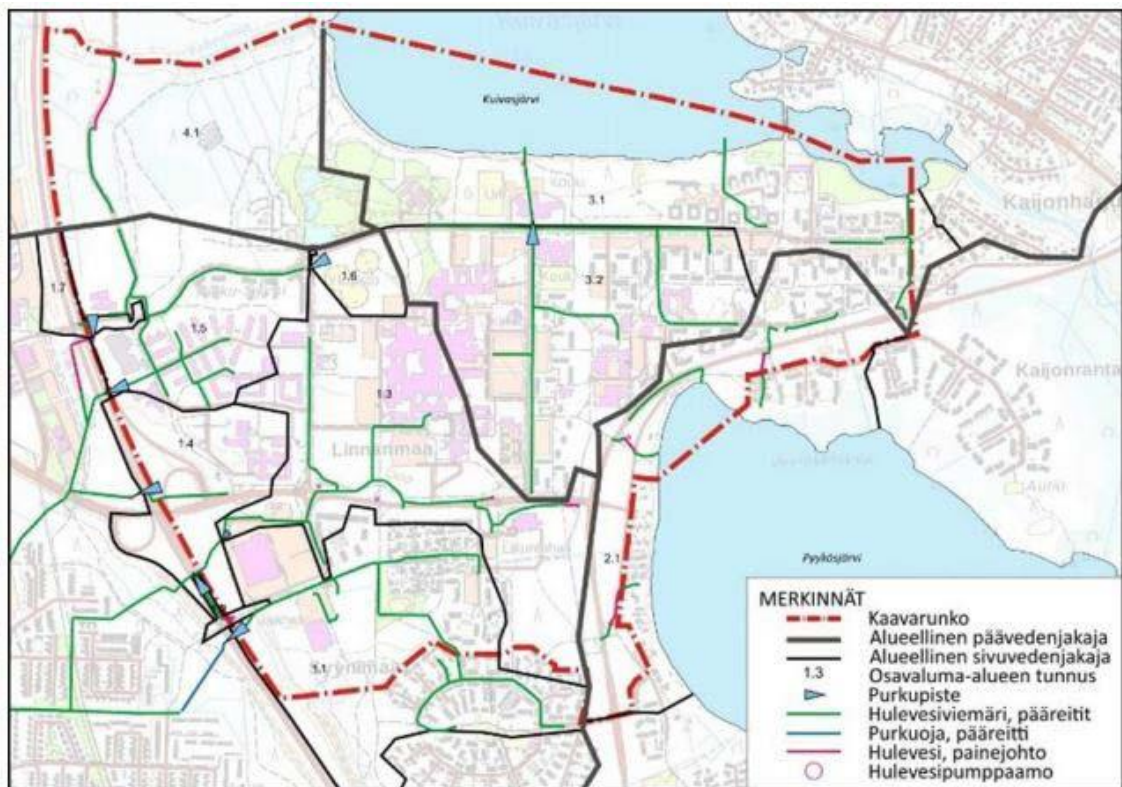 Kuivasjärvi
4.1
3.1
Kaijonharju
1.7
1.6
3.2
1.5
Kaijonranta
1.3
1.4
Linnanmaa
2.1
Pyykösjärvi
3.1
Syynimaa
MERKINNÄT
Kaavarunko
Alueellinen päävedenjakaja
Alueellinen sivuvedenjakaja
1.3 Osavaluma-alueen tunnus
Purkupiste
Hulevesiviemäri, pääreitit
Purkuoja, pääreitti
Hulevesi, painejohto
Hulevesipumppaamo